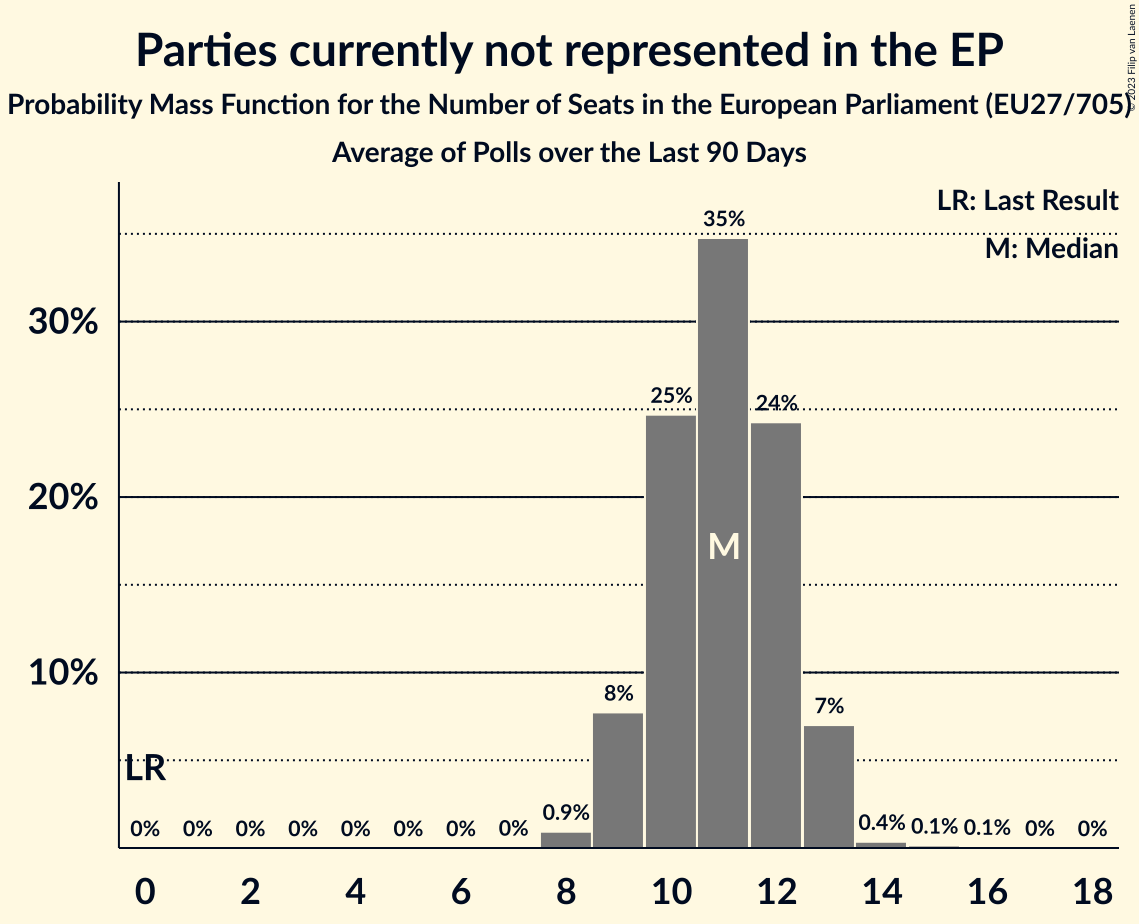 Parties currently not represented in the EP
Probability Mass Function for the Number of Seats in the European Parliament (EU27/705)
Average of Polls over the Last 90 Days
© 2023 Filip van Laenen
LR: Last Result
M: Median
35%
30%
25%
24%
20%
M
10%
8%
7%
LR
0% 0% 0% 0% 0% 0% 0% 0% 0.9% 0.4% 0.1% 0.1% 0% 0%
0 2 4 6 8 10 12 14 16 18